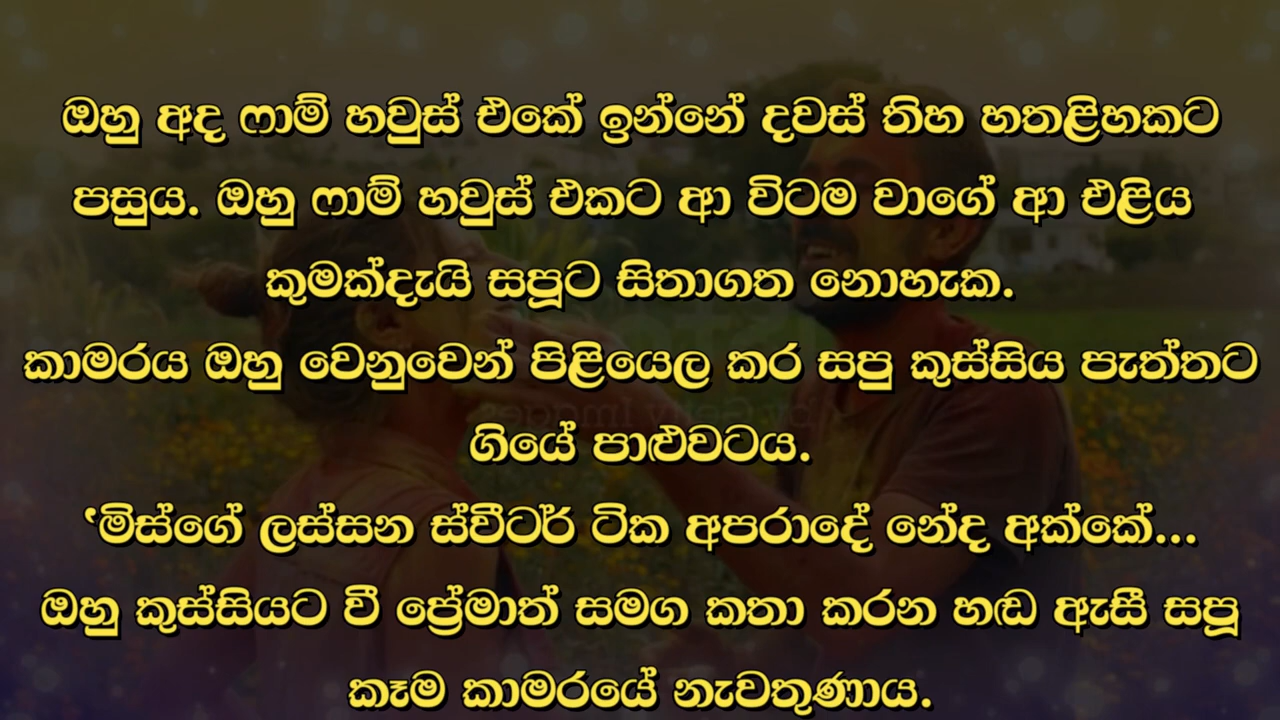 ඔහු අද ෆාම් හවුස් එකේ ඉන්නේ දවස් තිහ හතළිහකට
පසුය. ඔහු ෆාම් හවුස් එකට ආ විටම වාගේ ආ එළිය
කුමක්දැයි සපූට සිතාගත නොහැක.
කාමරය ඔහු වෙනුවෙන් පිළියෙල කර සපු කුස්සිය පැත්තට
ගියේ පාළුවටය.
‛මිස්ගේ ලස්සන ස්වීටර් ටික අපරාදේ නේද අක්කේ...
ඔහු කුස්සියට වී ප්‍රේමාත් සමග කතා කරන හඬ ඇසී සපූ
කෑම කාමරයේ නැවතුණාය.